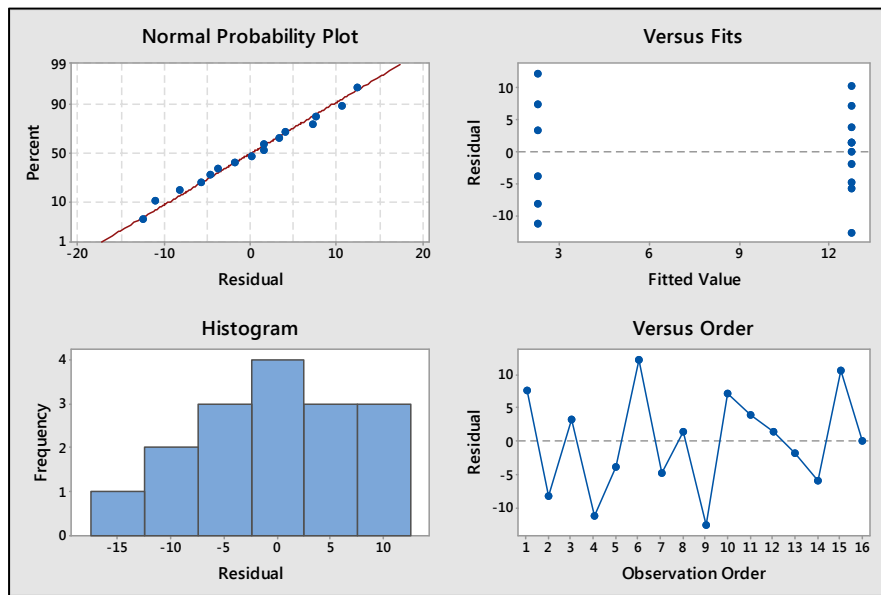 Normal Probability Plot
99
90
50
10
1
Percent
-20
-10
0
10
20
Residual
Versus Fits
10
5
0
-5
-10
Residual
3
6
9
12
Fitted Value
Histogram
4
3
2
1
0
Frequency
-15
-10
-5
0
5
10
Residual
Versus Order
10
5
0
-5
-10
Residual
1 2 3 4 5 6 7 8 9 10 11 12 13 14 15 16
Observation Order